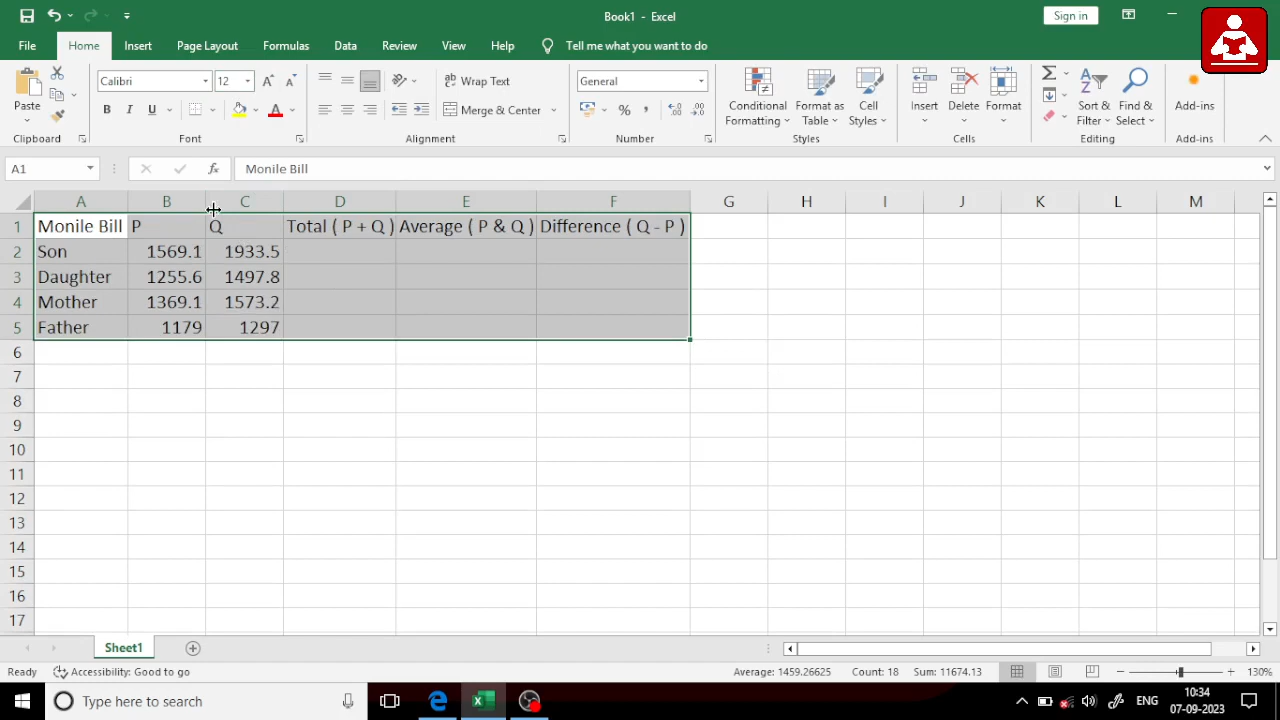 Book1 - Excel
Sign in
File Home Insert Page Layout Formulas Data Review View Help Tell me what you want to do
Paste
Clipboard
Calibri 12
B I U
Font
Wrap Text
Merge & Center
Alignment
General
Number
Conditional Formatting
Format as Table
Cell Styles
Styles
Insert
Delete
Format
Cells
Sort & Filter
Find & Select
Editing
Add-ins
Add-ins
A1 fx Monile Bill
A B C D E F G H I J K L M
1 Monile Bill P Q Total ( P + Q ) Average ( P & Q ) Difference ( Q - P )
2 Son 1569.1 1933.5
3 Daughter 1255.6 1497.8
4 Mother 1369.1 1573.2
5 Father 1179 1297
6
7
8
9
10
11
12
13
14
15
16
17
Sheet1
Ready Accessibility: Good to go Average: 1459.26625 Count: 18 Sum: 11674.13 130%
Type here to search
ENG 10:34
07-09-2023